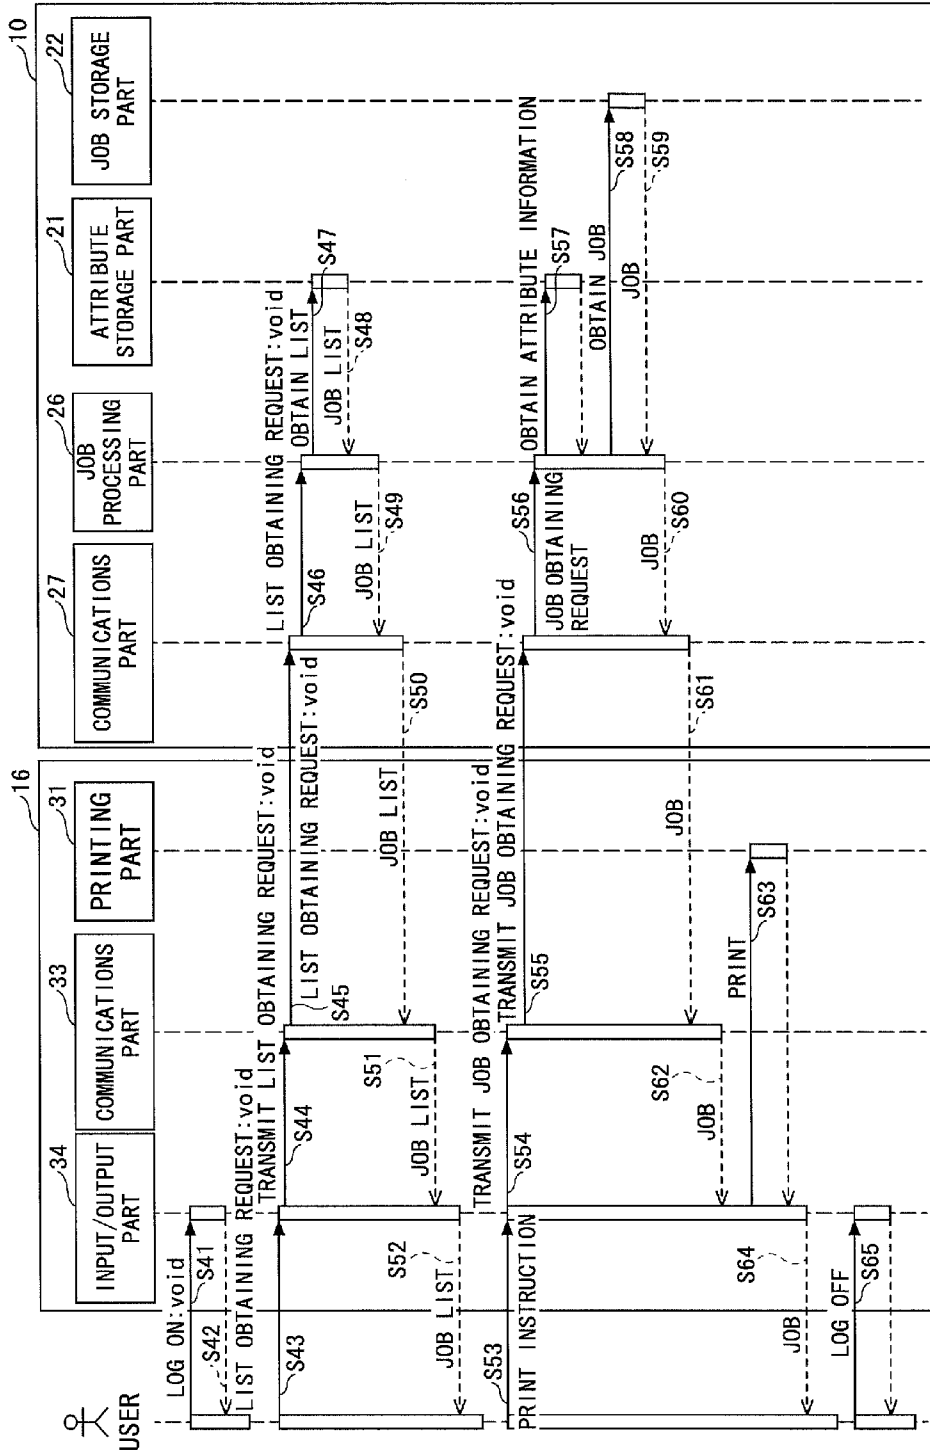 10
22
JOB STORAGE
PART
21
ATTRIBUTE
STORAGE PART
26
JOB
PROCESSING
PART
27
COMMUNICATIONS
PART
16
31
PRINTING
PART
33
COMMUNICATIONS
PART
34
INPUT/OUTPUT
PART
USER
LOG ON:void
S41
S42
LIST OBTAINING REQUEST:void
S43
TRANSMIT LIST OBTAINING REQUEST:void
S44
LIST OBTAINING REQUEST:void
S45
LIST OBTAINING REQUEST:void
S46
OBTAIN LIST
S47
JOB LIST
S48
JOB LIST
S49
JOB LIST
S50
JOB LIST
S51
JOB LIST
S52
PRINT INSTRUCTION
S53
TRANSMIT JOB OBTAINING REQUEST:void
S54
TRANSMIT JOB OBTAINING REQUEST:void
S55
JOB OBTAINING
REQUEST
S56
OBTAIN ATTRIBUTE INFORMATION
S57
OBTAIN JOB
S58
JOB
S59
JOB
S60
JOB
S61
JOB
S62
PRINT
S63
JOB
S64
LOG OFF
S65